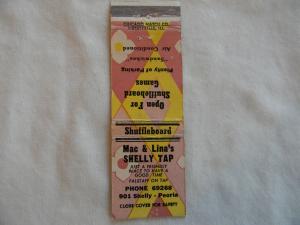 Mac & Lina's
SHELLY TAP
JUST A FRIENDLY
PLACE TO HAVE A
GOOD TIME
FALSTAFF ON TAP
PHONE 69268
901 Shelly - Peoria
CLOSE COVER FOR SAFETY
Shuffleboard
Open For
Shuffleboard
Games
Plenty of Parking
Sandwiches
Air Conditioned
CHICAGO MATCH CO.